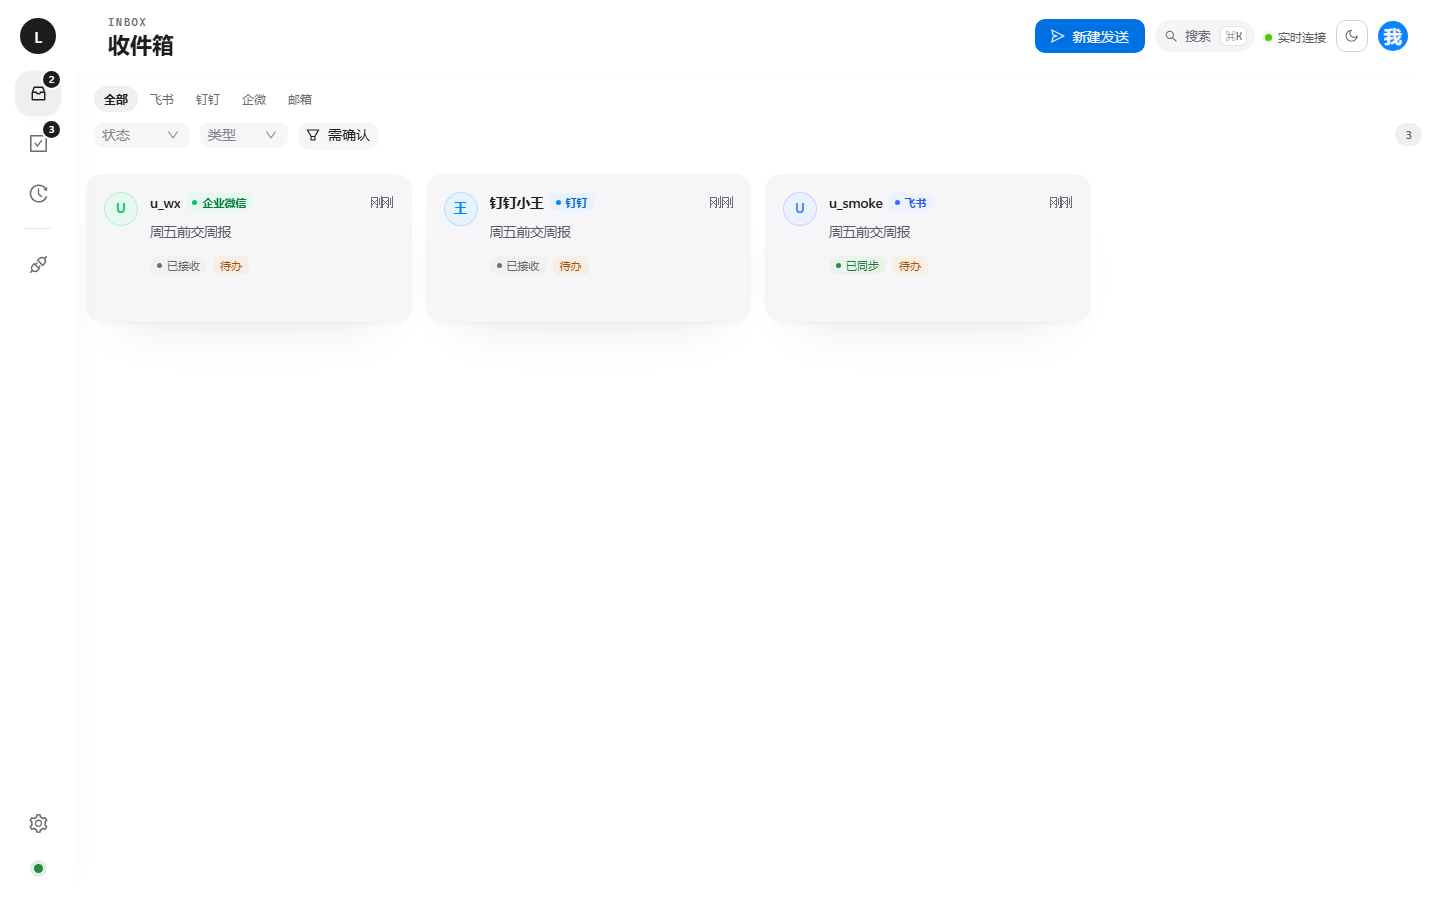 L
INBOX
收件箱
新建发送
搜索 ⌘K
实时连接
我
2
3
全部 飞书 钉钉 企微 邮箱
状态 类型 需确认
3
U u_wx 企业微信 刚刚
周五前交周报
已接收 待办
王 钉钉小王 钉钉 刚刚
周五前交周报
已接收 待办
U u_smoke 飞书 刚刚
周五前交周报
已同步 待办